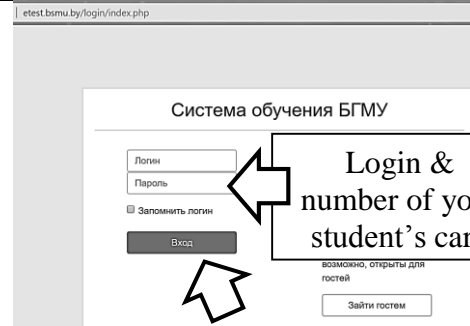 etest.bsmu.by/login/index.php
Система обучения БГМУ
Логин
Пароль
Запомнить логин
Вход
Login &
number of yo
student’s car
возможно, открыты для
гостей
Зайти гостем